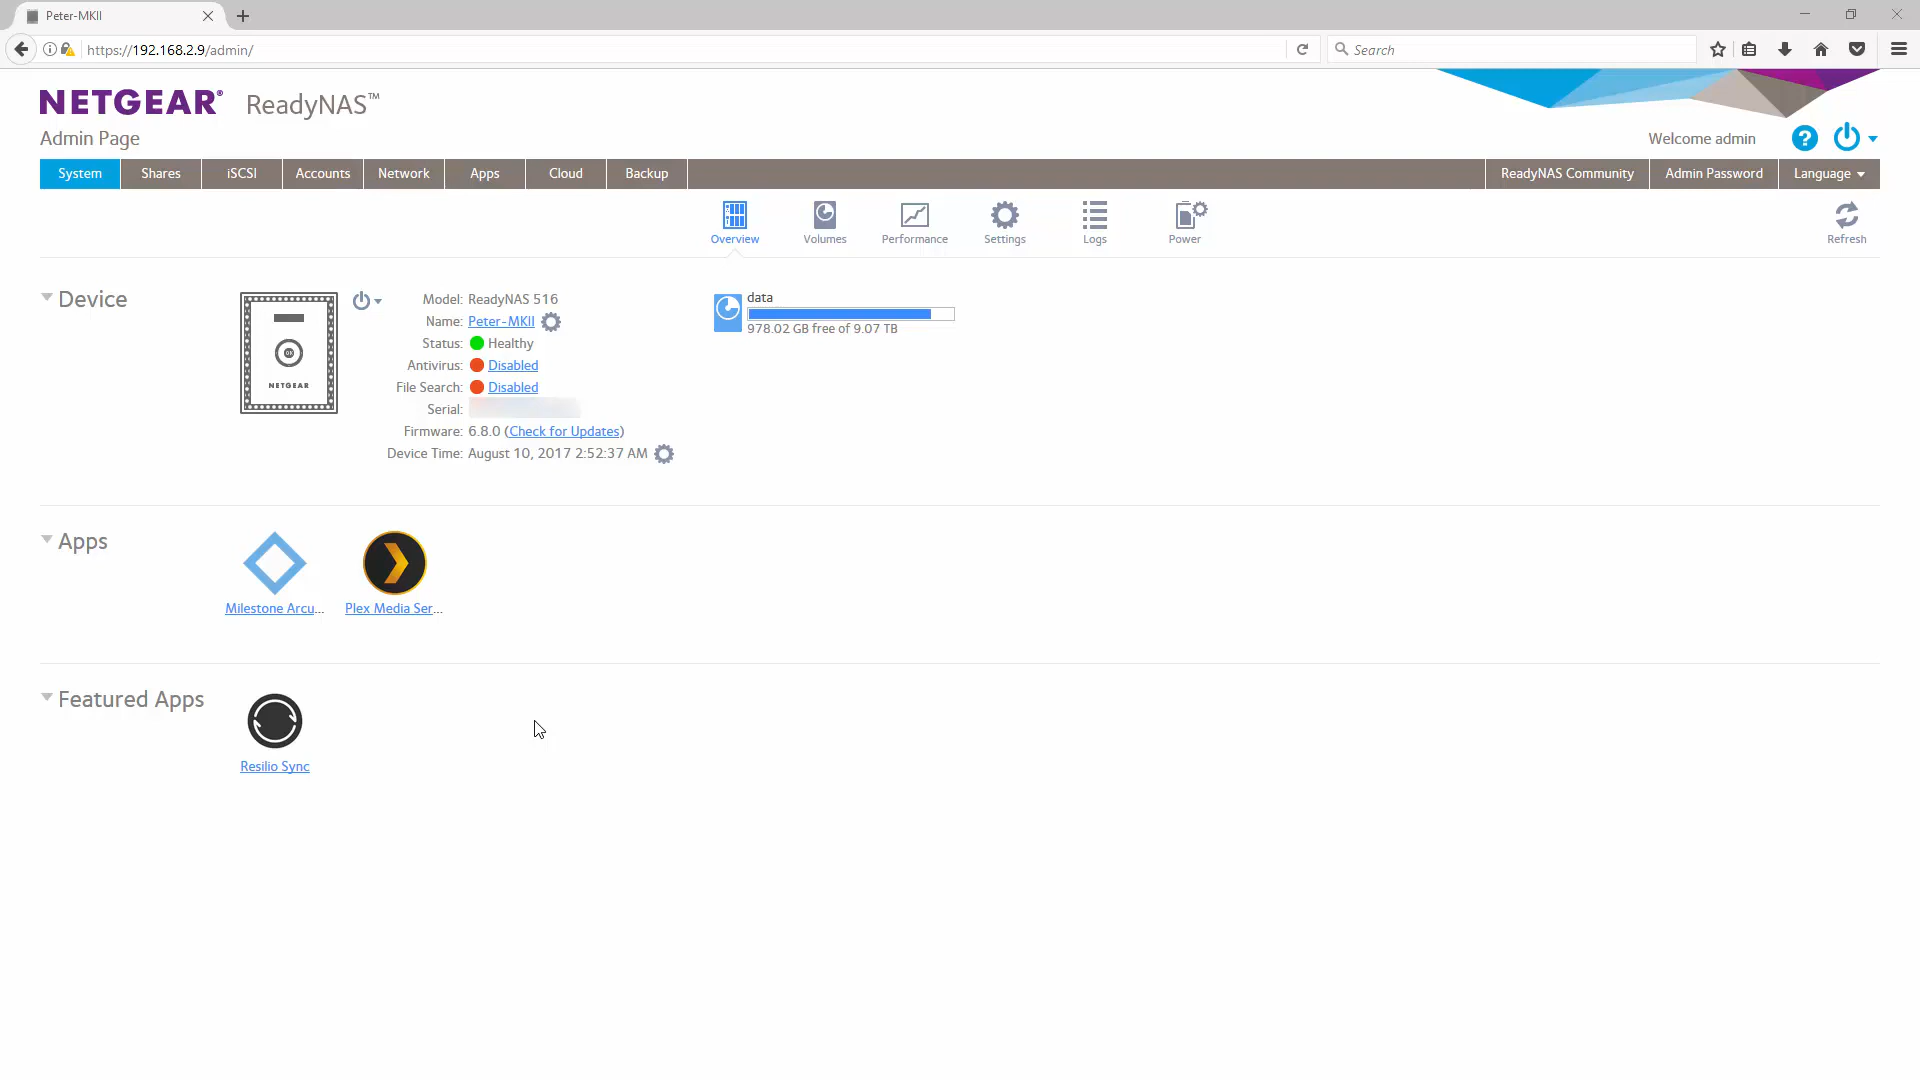 Peter-MKII
https://192.168.2.9/admin/
Search
NETGEAR® ReadyNAS™
Admin Page
Welcome admin
System Shares iSCSI Accounts Network Apps Cloud Backup ReadyNAS Community Admin Password Language
Overview Volumes Performance Settings Logs Power Refresh
Device
NETGEAR
Model: ReadyNAS 516
Name: Peter-MKII
Status: Healthy
Antivirus: Disabled
File Search: Disabled
Serial:
Firmware: 6.8.0 (Check for Updates)
Device Time: August 10, 2017 2:52:37 AM
data
978.02 GB free of 9.07 TB
Apps
Milestone Arcu...
Plex Media Ser...
Featured Apps
Resilio Sync